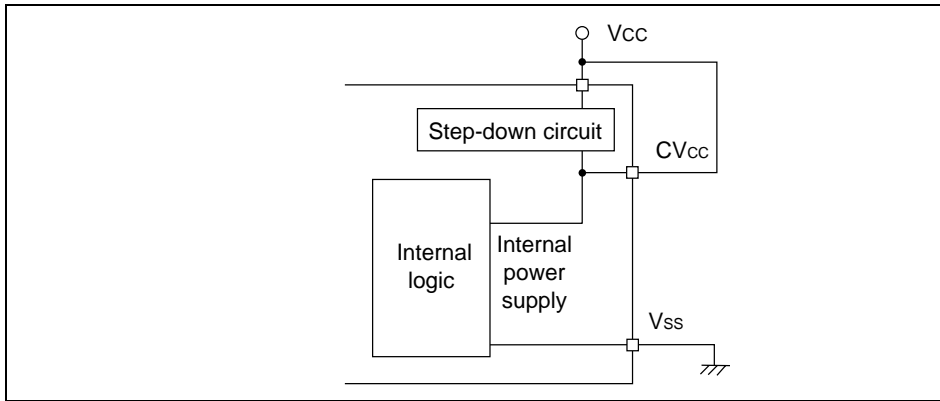 Vcc
Step-down circuit
CVcc
Internal
logic
Internal
power
supply
Vss